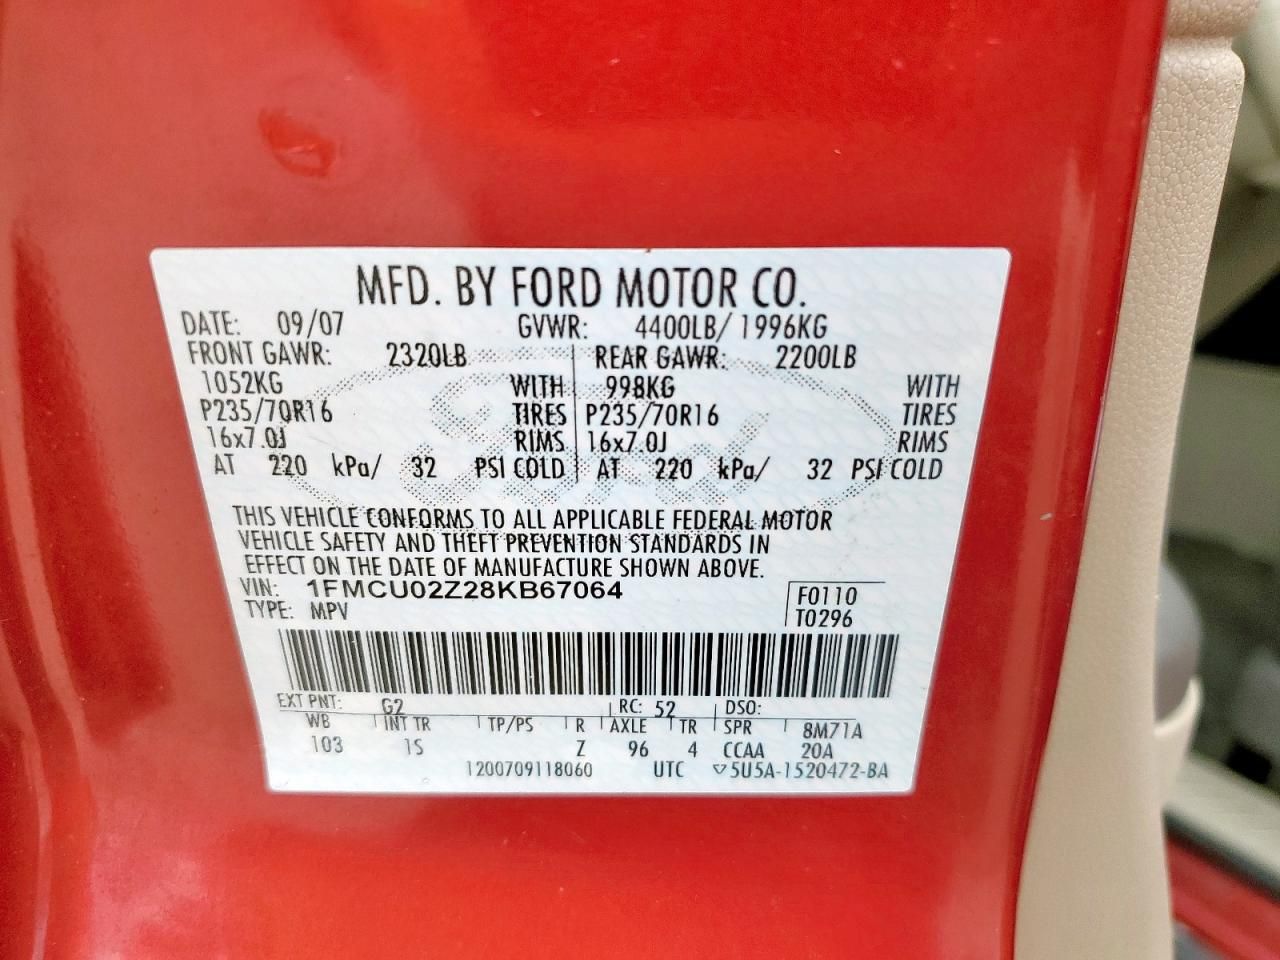 MFD. BY FORD MOTOR CO.
DATE: 09/07 GVWR: 4400LB/ 1996KG
FRONT GAWR: 2320LB REAR GAWR: 2200LB
1052KG WITH 998KG WITH
P235/70R16 TIRES P235/70R16 TIRES
16x7.0J RIMS 16x7.0J RIMS
AT 220 kPa/ 32 PSI COLD AT 220 kPa/ 32 PSI COLD
THIS VEHICLE CONFORMS TO ALL APPLICABLE FEDERAL MOTOR
VEHICLE SAFETY AND THEFT PREVENTION STANDARDS IN
EFFECT ON THE DATE OF MANUFACTURE SHOWN ABOVE.
VIN: 1FMCU02Z28KB67064 F0110
TYPE: MPV T0296
EXT PNT: G2 RC: 52 DSO:
WB INT TR TP/PS R AXLE TR SPR 8M71A
103 1S Z 96 4 CCAA 20A
1200709118060 UTC ▽5U5A-1520472-BA